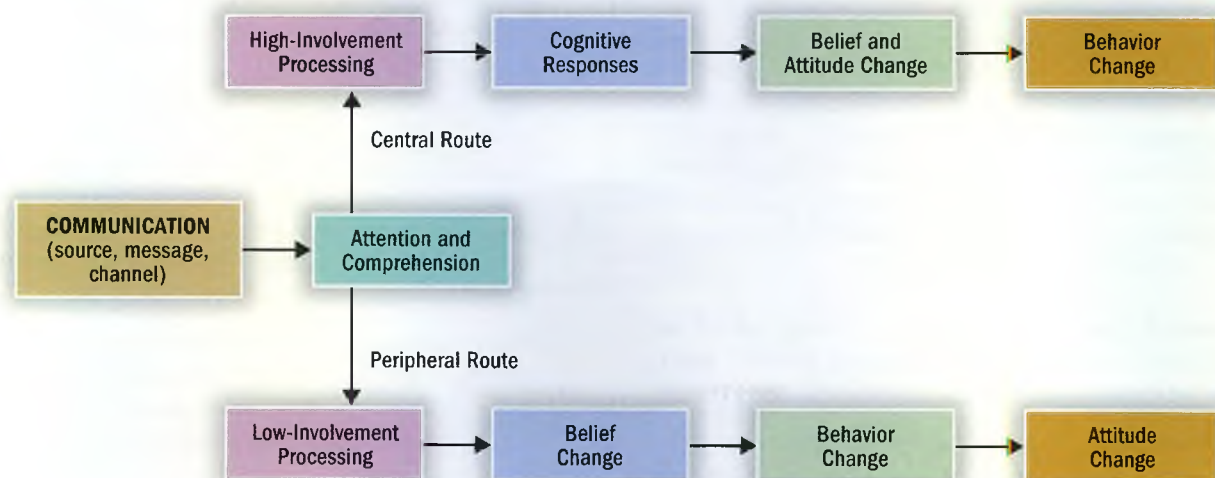 High-Involvement
Processing
Cognitive
Responses
Belief and
Attitude Change
Behavior
Change
Central Route
COMMUNICATION
(source, message,
channel)
Attention and
Comprehension
Peripheral Route
Low-Involvement
Processing
Belief
Change
Behavior
Change
Attitude
Change